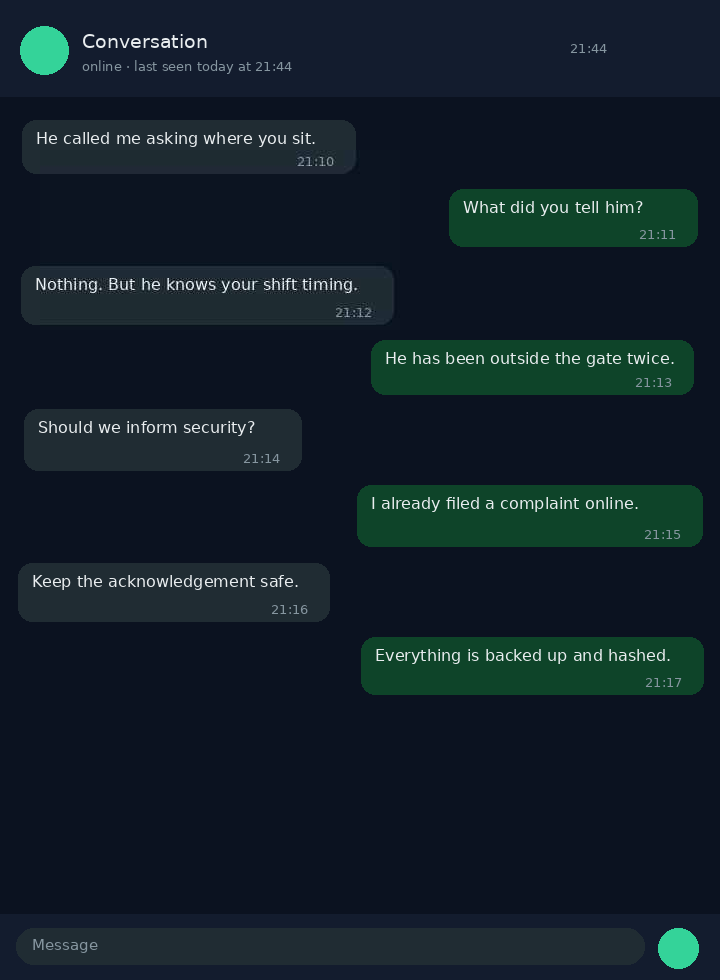 Conversation
online · last seen today at 21:44
21:44
He called me asking where you sit.
21:10
What did you tell him?
21:11
Nothing. But he knows your shift timing.
21:12
He has been outside the gate twice.
21:13
Should we inform security?
21:14
I already filed a complaint online.
21:15
Keep the acknowledgement safe.
21:16
Everything is backed up and hashed.
21:17
Message